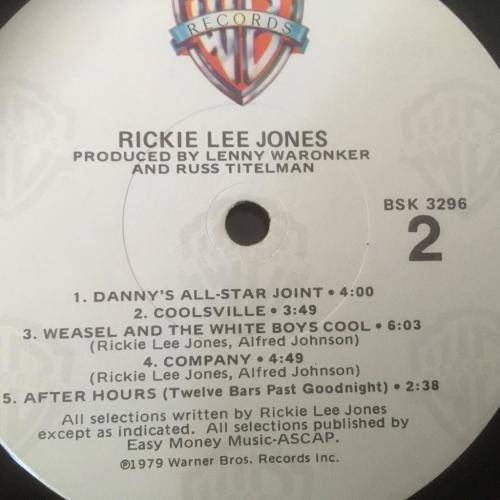 RECORDS
RICKIE LEE JONES
PRODUCED BY LENNY WARONKER
AND RUSS TITELMAN
BSK 3296
2
1. DANNY'S ALL-STAR JOINT • 4:00
2. COOLSVILLE • 3:49
3. WEASEL AND THE WHITE BOYS COOL • 6:03
(Rickie Lee Jones, Alfred Johnson)
4. COMPANY • 4:49
(Rickie Lee Jones, Alfred Johnson)
5. AFTER HOURS (Twelve Bars Past Goodnight) • 2:38
All selections written by Rickie Lee Jones
except as indicated. All selections published by
Easy Money Music-ASCAP.
℗1979 Warner Bros. Records Inc.